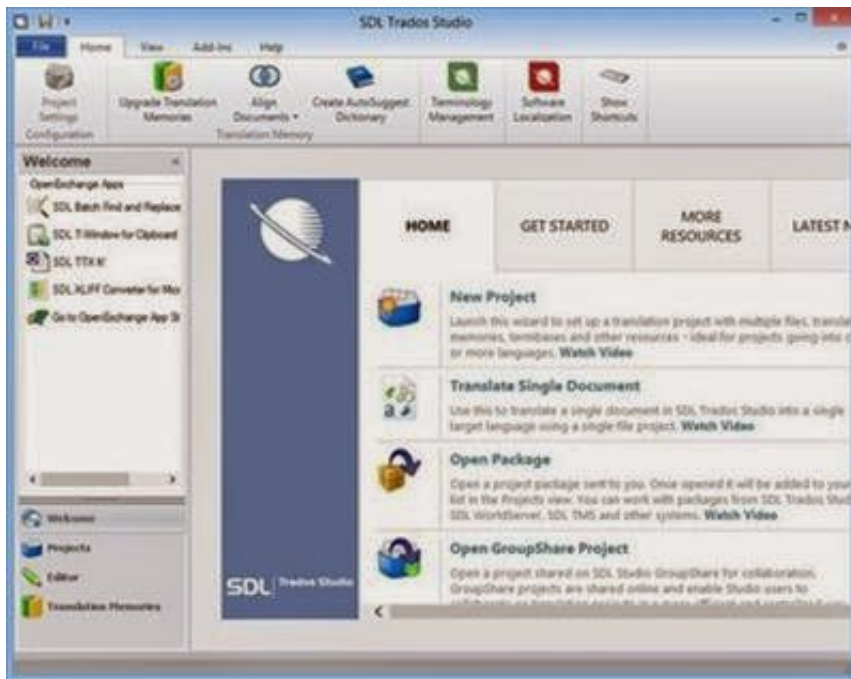 SDL Trados Studio
File Home View Add-Ins Help
Project Settings
Upgrade Translation Memories
Align Documents
Create AutoSuggest Dictionary
Terminology Management
Software Localization
Show Shortcuts
Configuration
Translation Memory
Welcome
OpenExchange Apps
SDL Batch Find and Replace
SDL T-Window for Clipboard
SDL TTX It!
SDL XLIFF Converter for
Go to OpenExchange App
Welcome
Projects
Editor
Translation Memories
SDL Trados Studio
HOME
GET STARTED
MORE
RESOURCES
LATEST
New Project
Launch this wizard to set up a translation project with multiple files,
memories, termbases and other resources - ideal for projects going into
or more languages. Watch Video
Translate Single Document
Use this to translate a single document in SDL Trados Studio into a single
target language using a single file project. Watch Video
Open Package
Open a project package sent to you. Once opened it will be added to your
list in the Projects view. You can work with packages from SDL Trados
SDL WorldServer, SDL TMS and other systems. Watch Video
Open GroupShare Project
Open a project shared on SDL Studio GroupShare for collaboration.
GroupShare projects are shared online and enable Studio users to